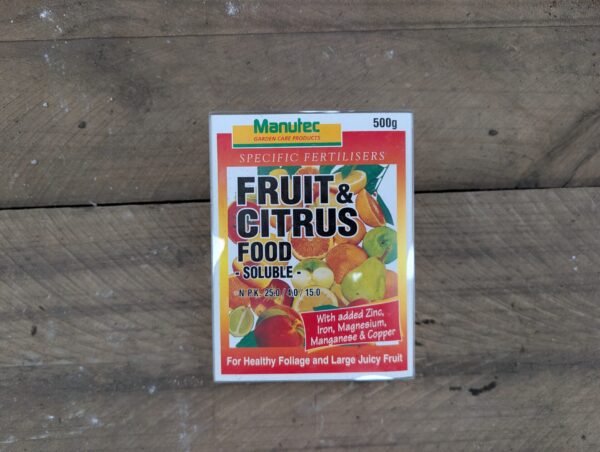 Manutec
GARDEN CARE PRODUCTS
500g
SPECIFIC FERTILISERS
FRUIT &
CITRUS
FOOD
- SOLUBLE -
N.P.K. 25.0 / 4.0 / 15.0
With added Zinc,
Iron, Magnesium,
Manganese & Copper
For Healthy Foliage and Large Juicy Fruit